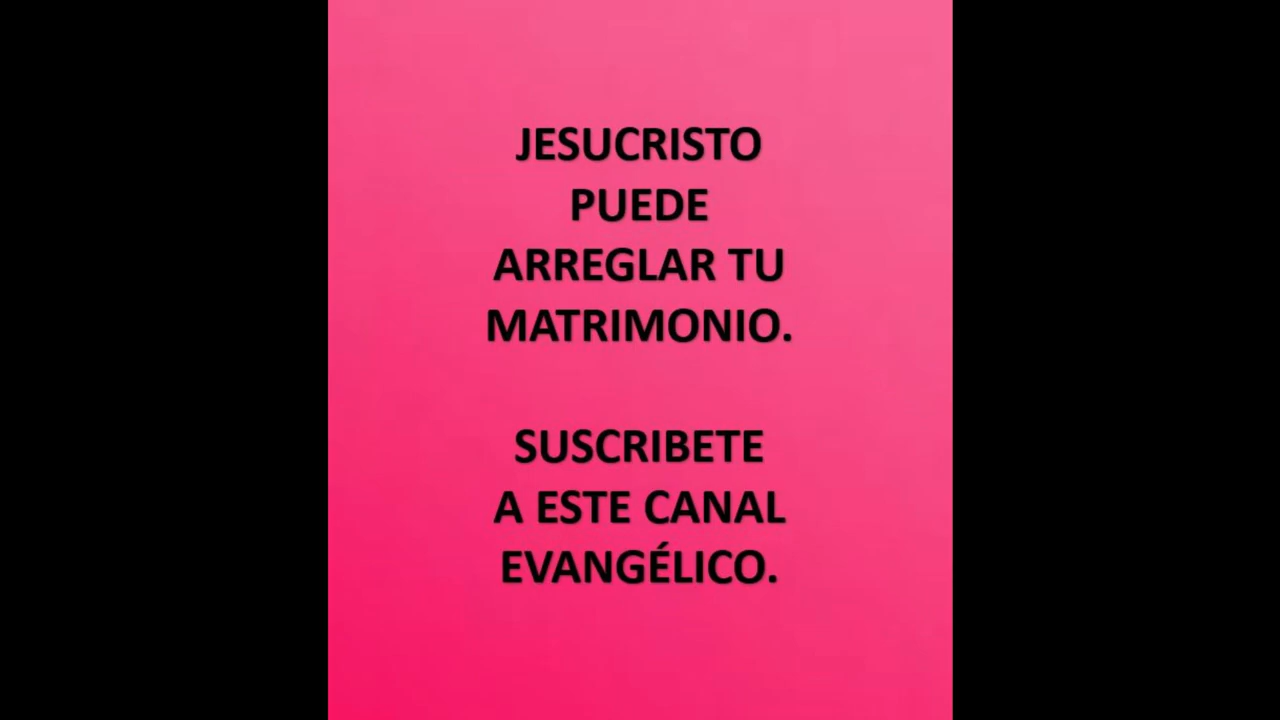 JESUCRISTO
PUEDE
ARREGLAR TU
MATRIMONIO.
SUSCRIBETE
A ESTE CANAL
EVANGÉLICO.